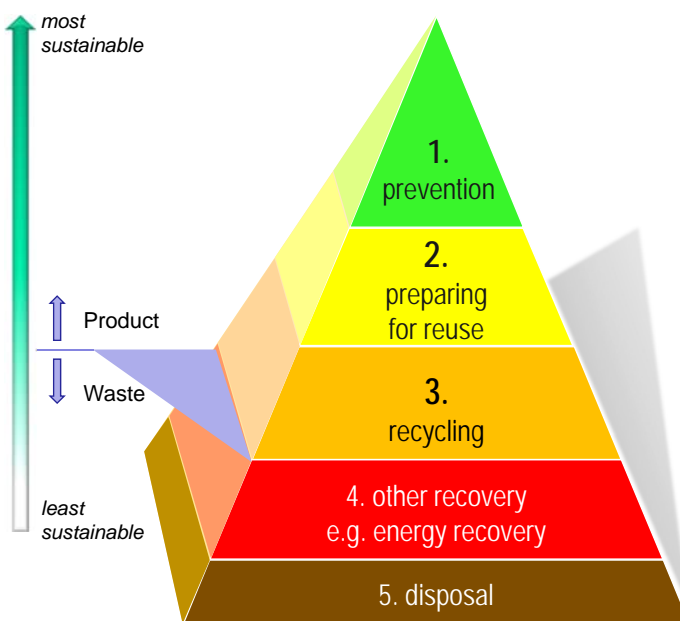 most
sustainable
1.
prevention
2.
preparing
for reuse
Product
Waste
3.
recycling
4. other recovery
e.g. energy recovery
least
sustainable
5. disposal